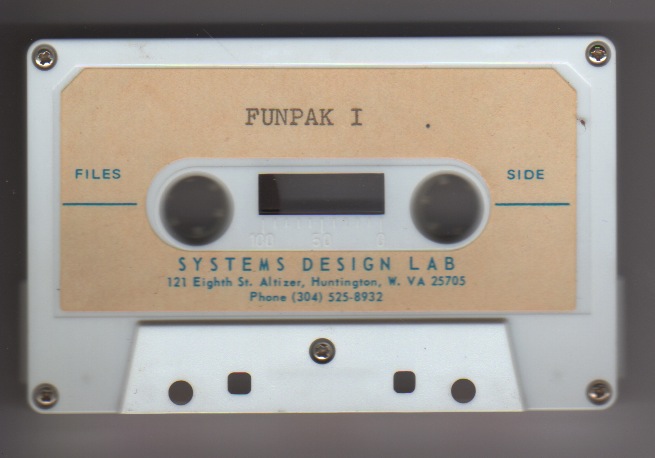 FUNPAK I
FILES
SIDE
100 50 0
SYSTEMS DESIGN LAB
121 Eighth St. Altizer, Huntington, W. VA 25705
Phone (304) 525-8932